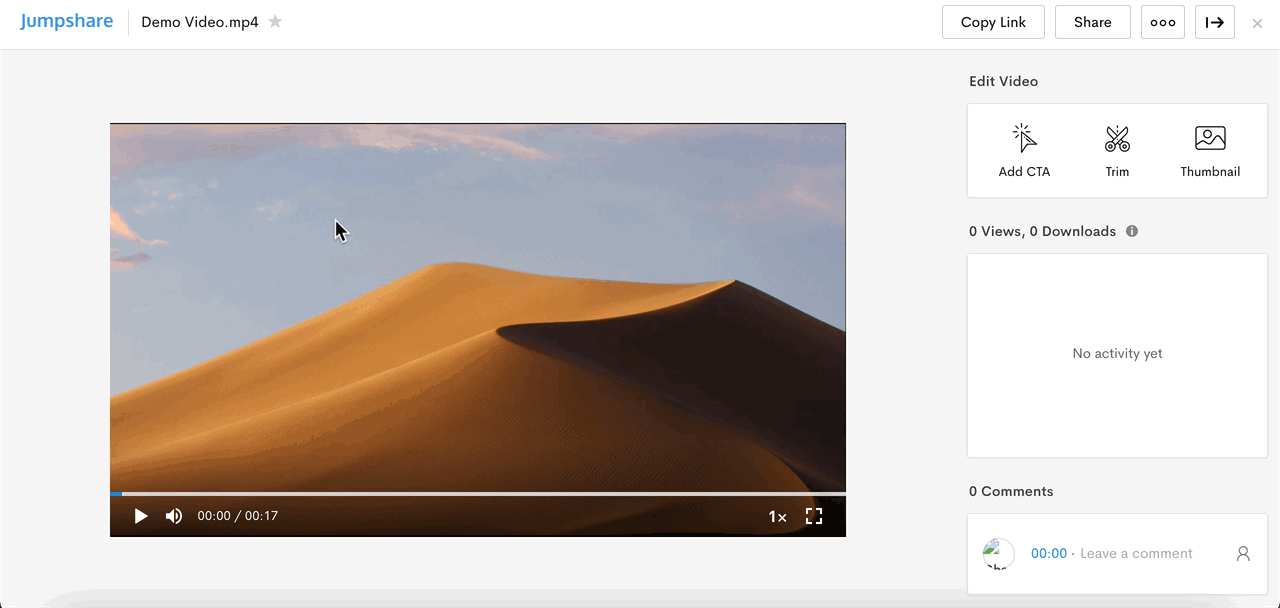 Jumpshare
Demo Video.mp4
Copy Link
Share
Edit Video
Add CTA
Trim
Thumbnail
0 Views, 0 Downloads
No activity yet
00:00 / 00:17
1×
0 Comments
00:00 · Leave a comment